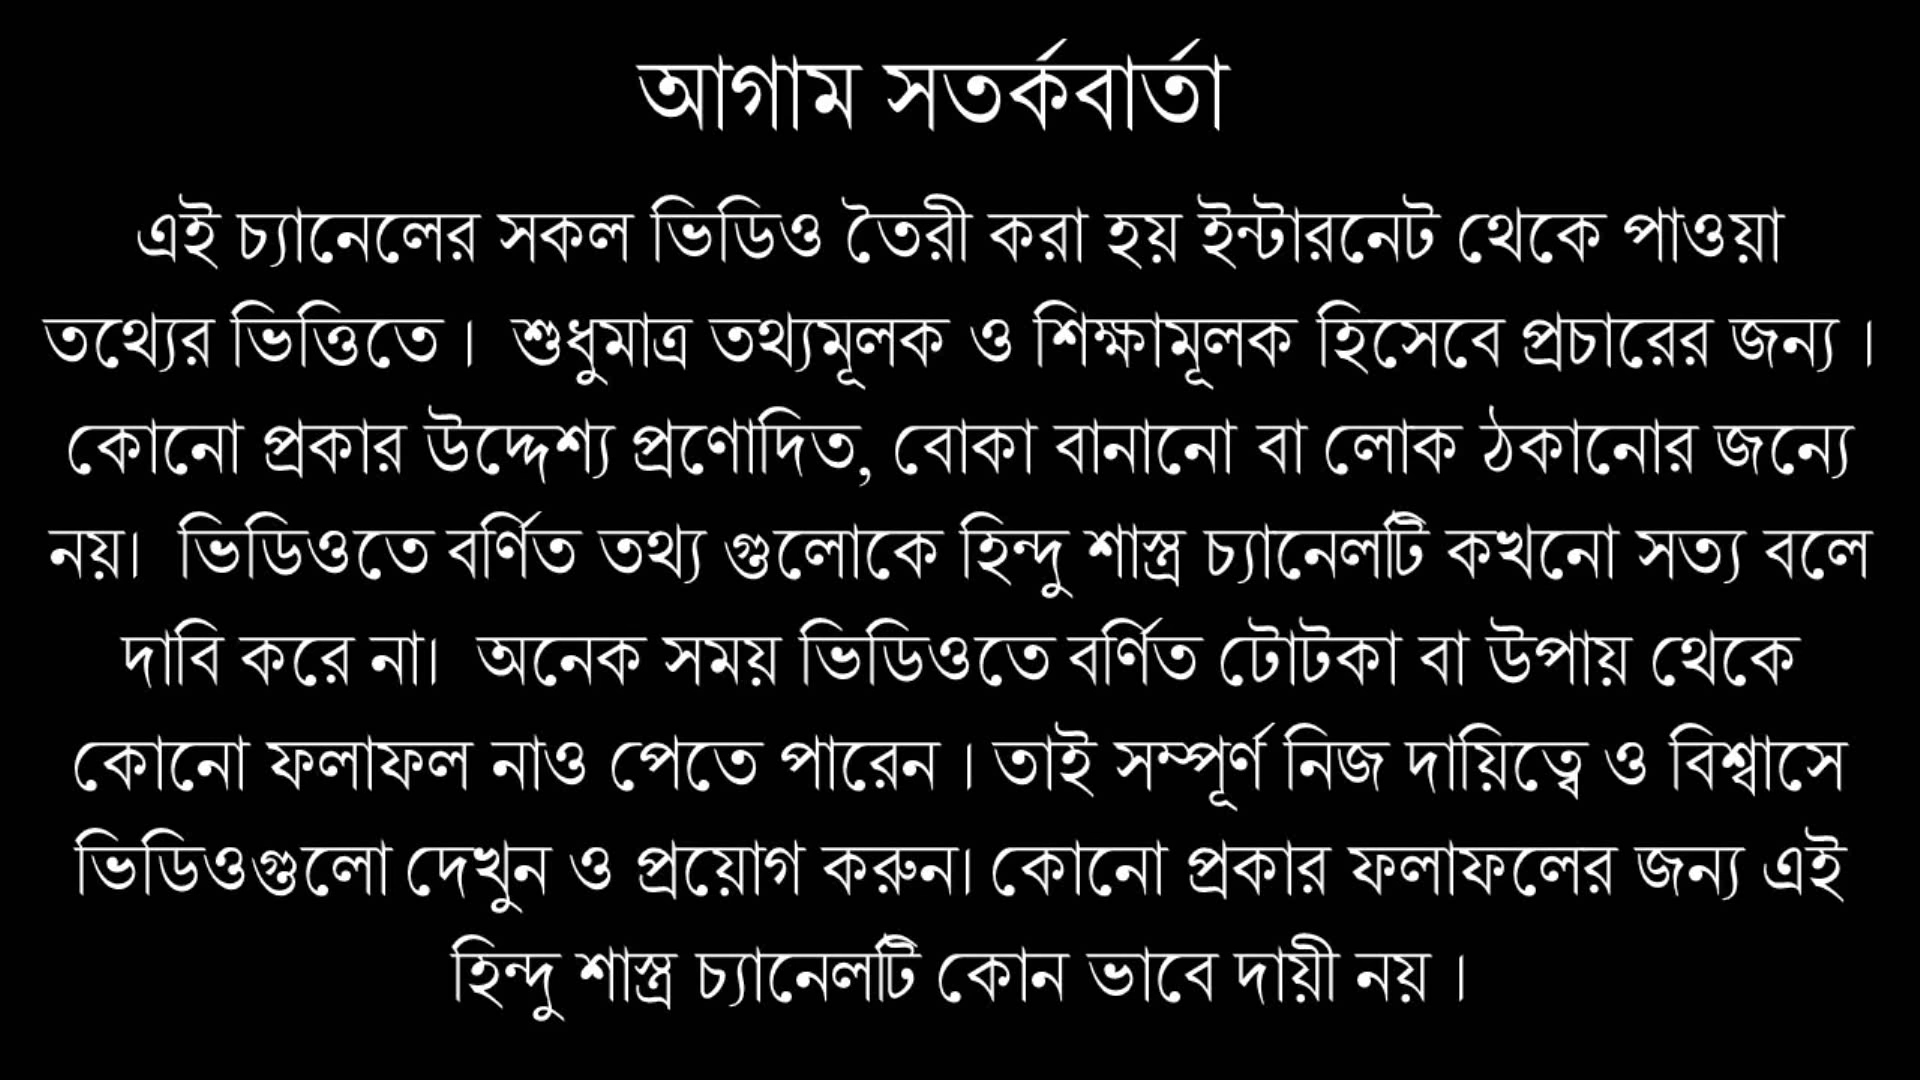 আগাম সতর্কবার্তা
এই চ্যানেলের সকল ভিডিও তৈরী করা হয় ইন্টারনেট থেকে পাওয়া
তথ্যের ভিত্তিতে ।  শুধুমাত্র তথ্যমূলক ও শিক্ষামূলক হিসেবে প্রচারের জন্য ।
কোনো প্রকার উদ্দেশ্য প্রণোদিত, বোকা বানানো বা লোক ঠকানোর জন্যে
নয়।  ভিডিওতে বর্ণিত তথ্য গুলোকে হিন্দু শাস্ত্র চ্যানেলটি কখনো সত্য বলে
দাবি করে না।  অনেক সময় ভিডিওতে বর্ণিত টোটকা বা উপায় থেকে
কোনো ফলাফল নাও পেতে পারেন । তাই সম্পূর্ণ নিজ দায়িত্বে ও বিশ্বাসে
ভিডিওগুলো দেখুন ও প্রয়োগ করুন। কোনো প্রকার ফলাফলের জন্য এই
হিন্দু শাস্ত্র চ্যানেলটি কোন ভাবে দায়ী নয় ।